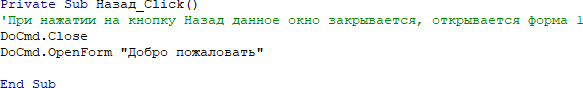 Private Sub Назад_Click()
'При нажатии на кнопку Назад данное окно закрывается, открывается форма 1
DoCmd.Close
DoCmd.OpenForm "Добро пожаловать"
End Sub